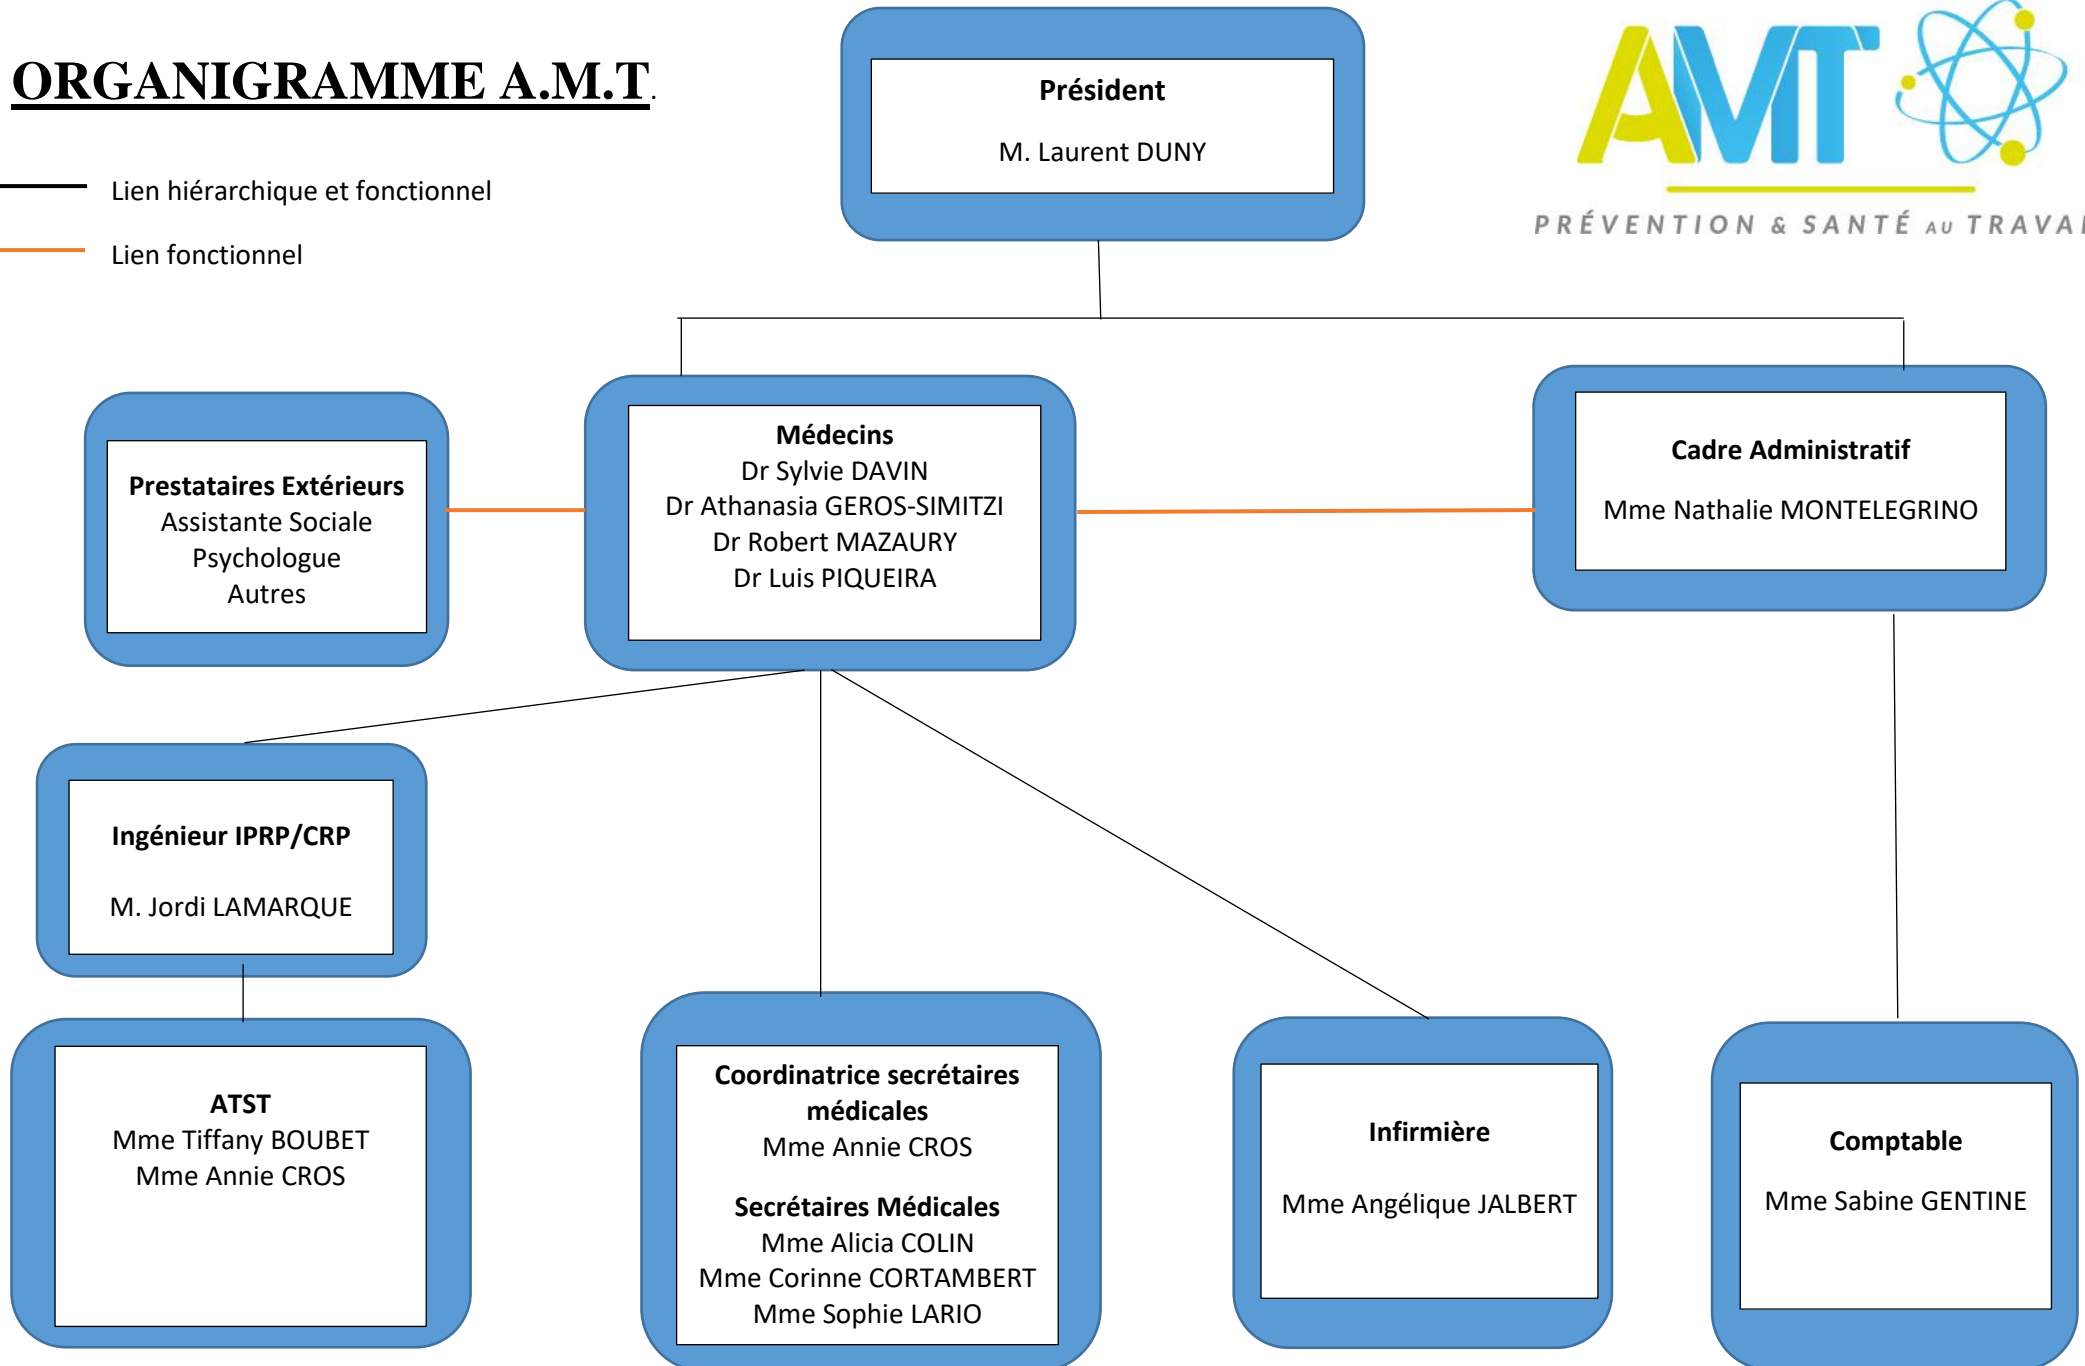 ORGANIGRAMME A.M.T.
Lien hiérarchique et fonctionnel
Lien fonctionnel
Président
M. Laurent DUNY
AMT
PRÉVENTION & SANTÉ AU TRAVAI
Prestataires Extérieurs
Assistante Sociale
Psychologue
Autres
Médecins
Dr Sylvie DAVIN
Dr Athanasia GEROS-SIMITZI
Dr Robert MAZAURY
Dr Luis PIQUEIRA
Cadre Administratif
Mme Nathalie MONTELEGRINO
Ingénieur IPRP/CRP
M. Jordi LAMARQUE
ATST
Mme Tiffany BOUBET
Mme Annie CROS
Coordinatrice secrétaires
médicales
Mme Annie CROS
Secrétaires Médicales
Mme Alicia COLIN
Mme Corinne CORTAMBERT
Mme Sophie LARIO
Infirmière
Mme Angélique JALBERT
Comptable
Mme Sabine GENTINE